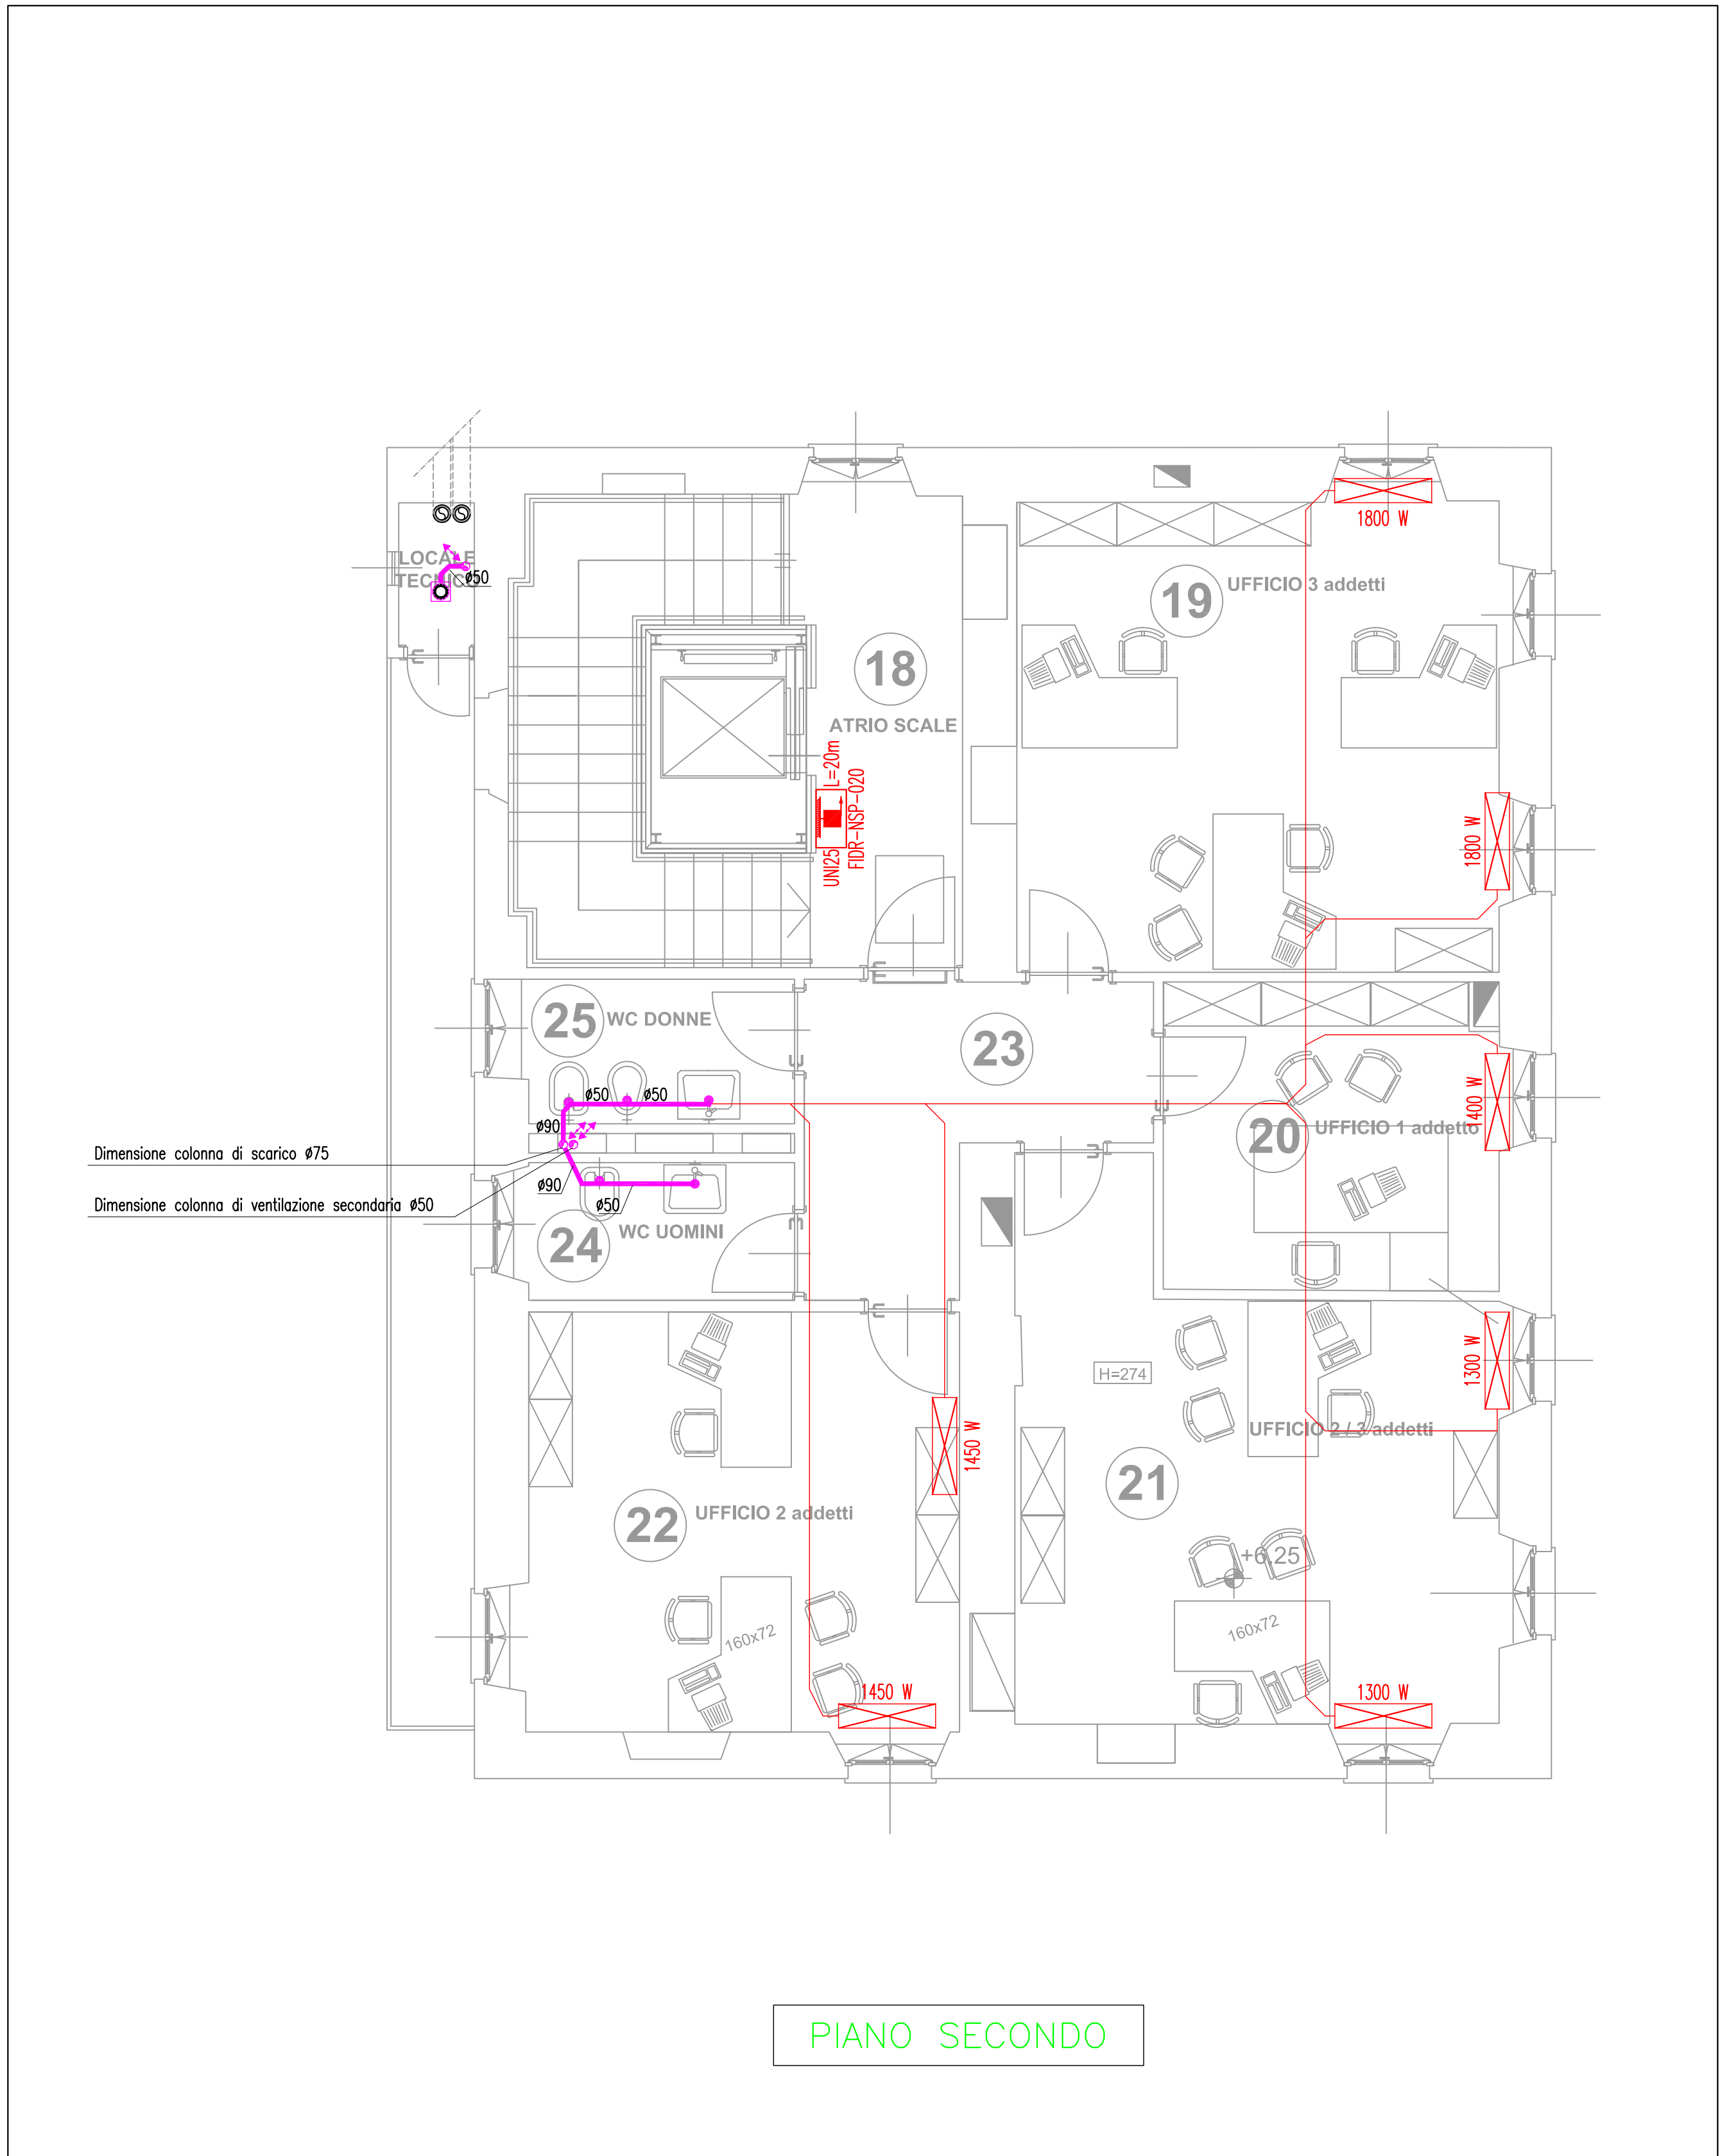 1800 W
LOCALE
TECNICO
ø50
19
UFFICIO 3 addetti
18
ATRIO SCALE
UNI25 L=20m
FIDR-NSP-020
1800 W
25
WC DONNE
23
ø50
ø50
1400 W
ø90
20
UFFICIO 1 addetto
Dimensione colonna di scarico ø75
ø90
Dimensione colonna di ventilazione secondaria ø50
ø50
24
WC UOMINI
1300 W
H=274
UFFICIO 2 / 3 addetti
1450 W
21
22
UFFICIO 2 addetti
+6.25
160x72
160x72
1450 W
1300 W
PIANO SECONDO